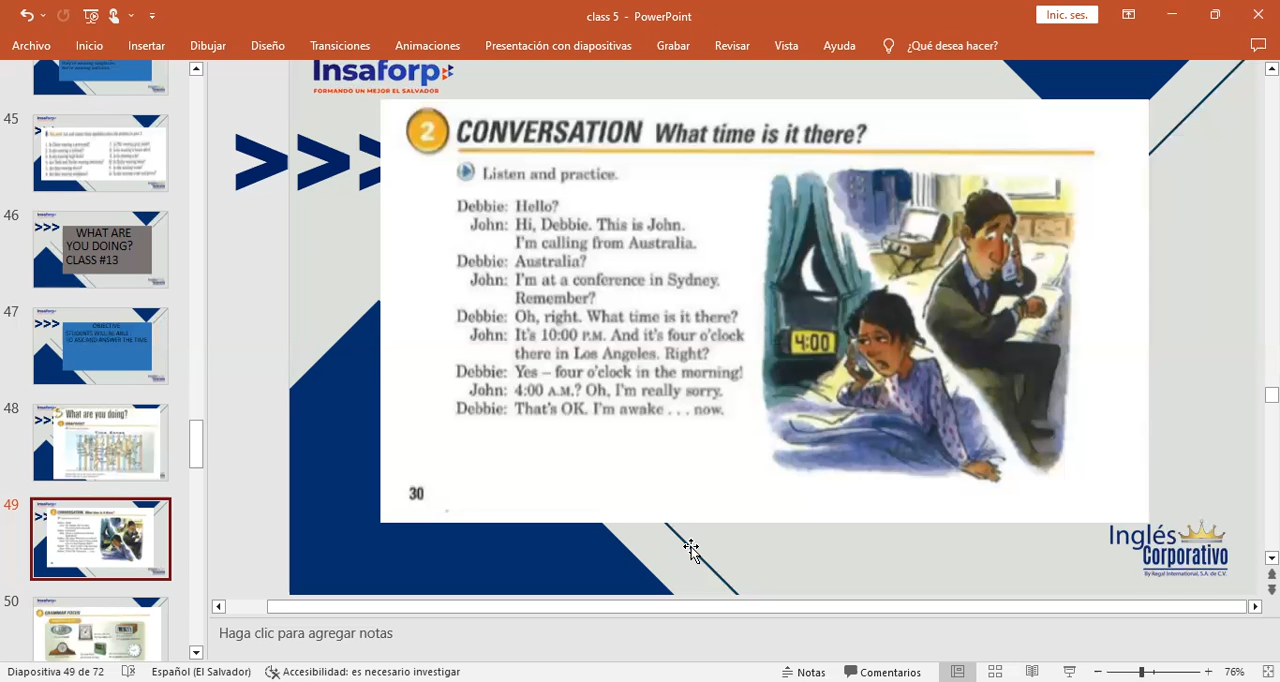 class 5 - PowerPoint
Inic. ses.
Archivo Inicio Insertar Dibujar Diseño Transiciones Animaciones Presentación con diapositivas Grabar Revisar Vista Ayuda ¿Qué desea hacer?
45
46
WHAT ARE
YOU DOING?
CLASS #13
47
OBJECTIVE
STUDENTS WILL BE ABLE
TO ASK AND ANSWER THE TIME
48
What are you doing?
49
50
Insaforp
FORMANDO UN MEJOR EL SALVADOR
2 CONVERSATION What time is it there?
Listen and practice.
Debbie: Hello?
John: Hi, Debbie. This is John.
I'm calling from Australia.
Debbie: Australia?
John: I'm at a conference in Sydney.
Remember?
Debbie: Oh, right. What time is it there?
John: It's 10:00 P.M. And it's four o'clock
there in Los Angeles. Right?
Debbie: Yes – four o'clock in the morning!
John: 4:00 A.M.? Oh, I'm really sorry.
Debbie: That's OK. I'm awake . . . now.
4:00
30
Inglés
Corporativo
By Regal International, S.A. de C.V.
Haga clic para agregar notas
Diapositiva 49 de 72 Español (El Salvador) Accesibilidad: es necesario investigar Notas Comentarios 76%